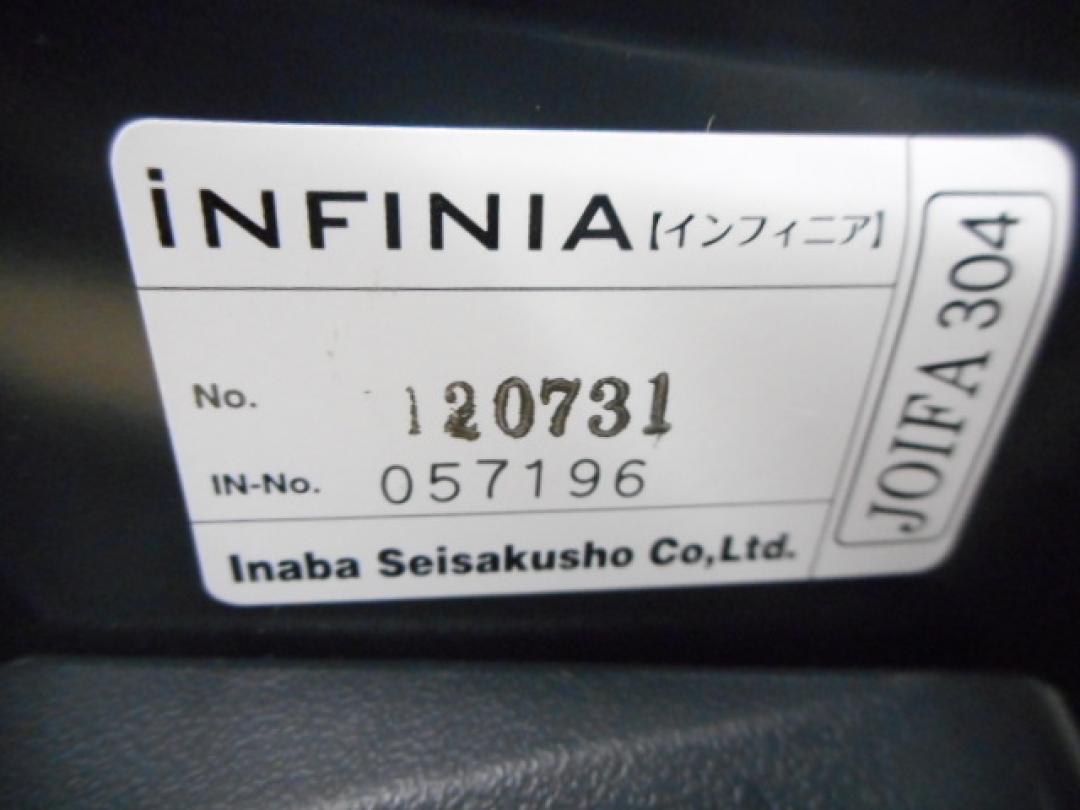 iNFINIA【インフィニア】
No. 120731
IN-No. 057196
Inaba Seisakusho Co,Ltd.
JOIFA 304